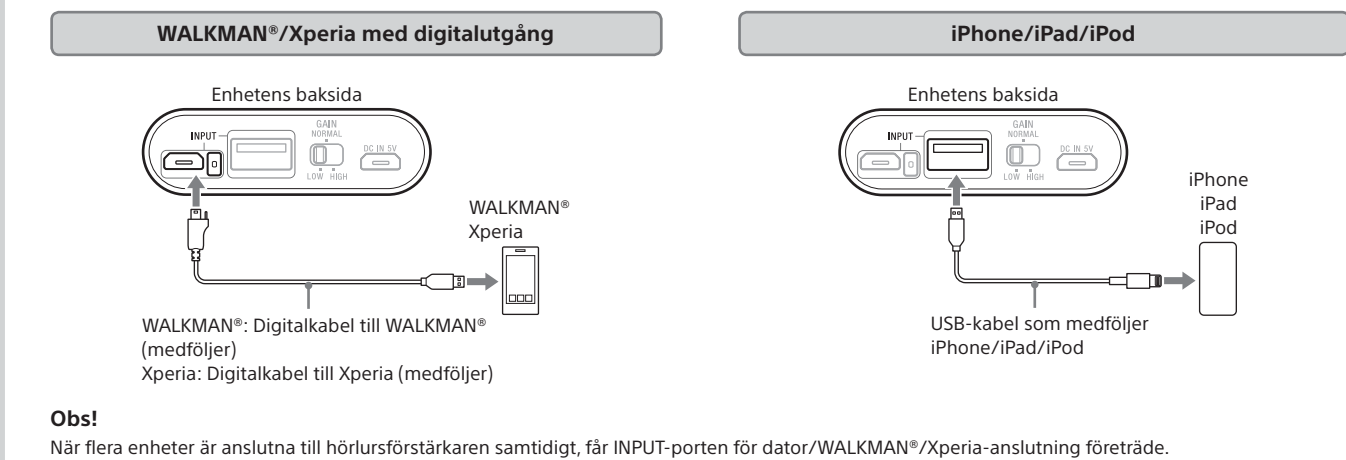 WALKMAN®/Xperia med digitalutgång
Enhetens baksida
INPUT
GAIN
NORMAL
LOW HIGH
DC IN 5V
WALKMAN®
Xperia
WALKMAN®: Digitalkabel till WALKMAN®
(medföljer)
Xperia: Digitalkabel till Xperia (medföljer)
iPhone/iPad/iPod
Enhetens baksida
INPUT
GAIN
NORMAL
LOW HIGH
DC IN 5V
iPhone
iPad
iPod
USB-kabel som medföljer
iPhone/iPad/iPod
Obs!
När flera enheter är anslutna till hörlursförstärkaren samtidigt, får INPUT-porten för dator/WALKMAN®/Xperia-anslutning företräde.